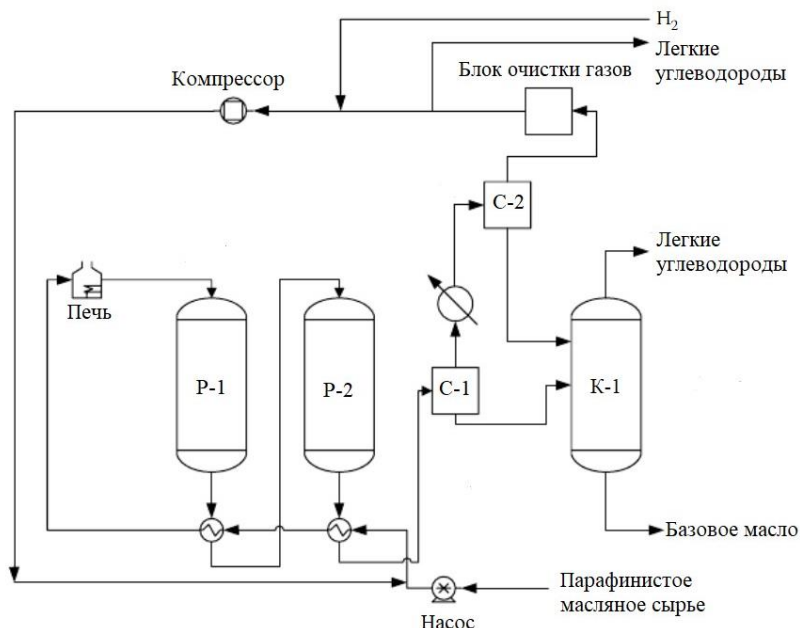 H₂
Легкие
углеводороды
Блок очистки газов
Компрессор
С-2
Легкие
углеводороды
Печь
Р-1
Р-2
С-1
К-1
Базовое масло
Парафинистое
масляное сырье
Насос